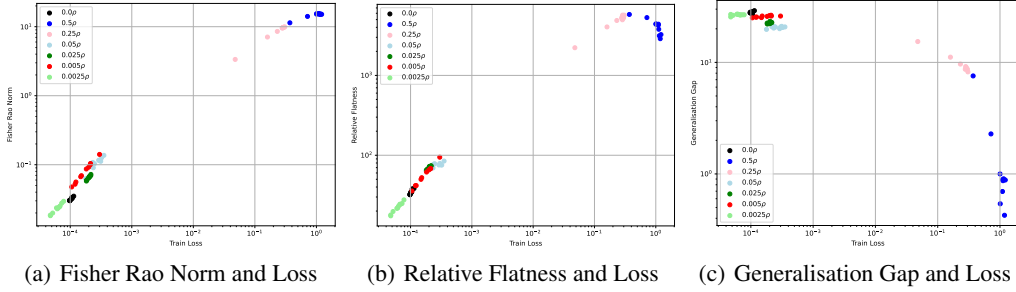 Fisher Rao Norm
10¹
10⁰
10⁻¹
0.0ρ
0.5ρ
0.25ρ
0.05ρ
0.025ρ
0.005ρ
0.0025ρ
10⁻⁴ 10⁻³ 10⁻² 10⁻¹ 10⁰
Train Loss
Relative Flatness
10³
10²
0.0ρ
0.5ρ
0.25ρ
0.05ρ
0.025ρ
0.005ρ
0.0025ρ
10⁻⁴ 10⁻³ 10⁻² 10⁻¹ 10⁰
Train Loss
Generalisation Gap
10¹
10⁰
0.0ρ
0.5ρ
0.25ρ
0.05ρ
0.025ρ
0.005ρ
0.0025ρ
10⁻⁴ 10⁻³ 10⁻² 10⁻¹ 10⁰
Train Loss
(a) Fisher Rao Norm and Loss
(b) Relative Flatness and Loss
(c) Generalisation Gap and Loss